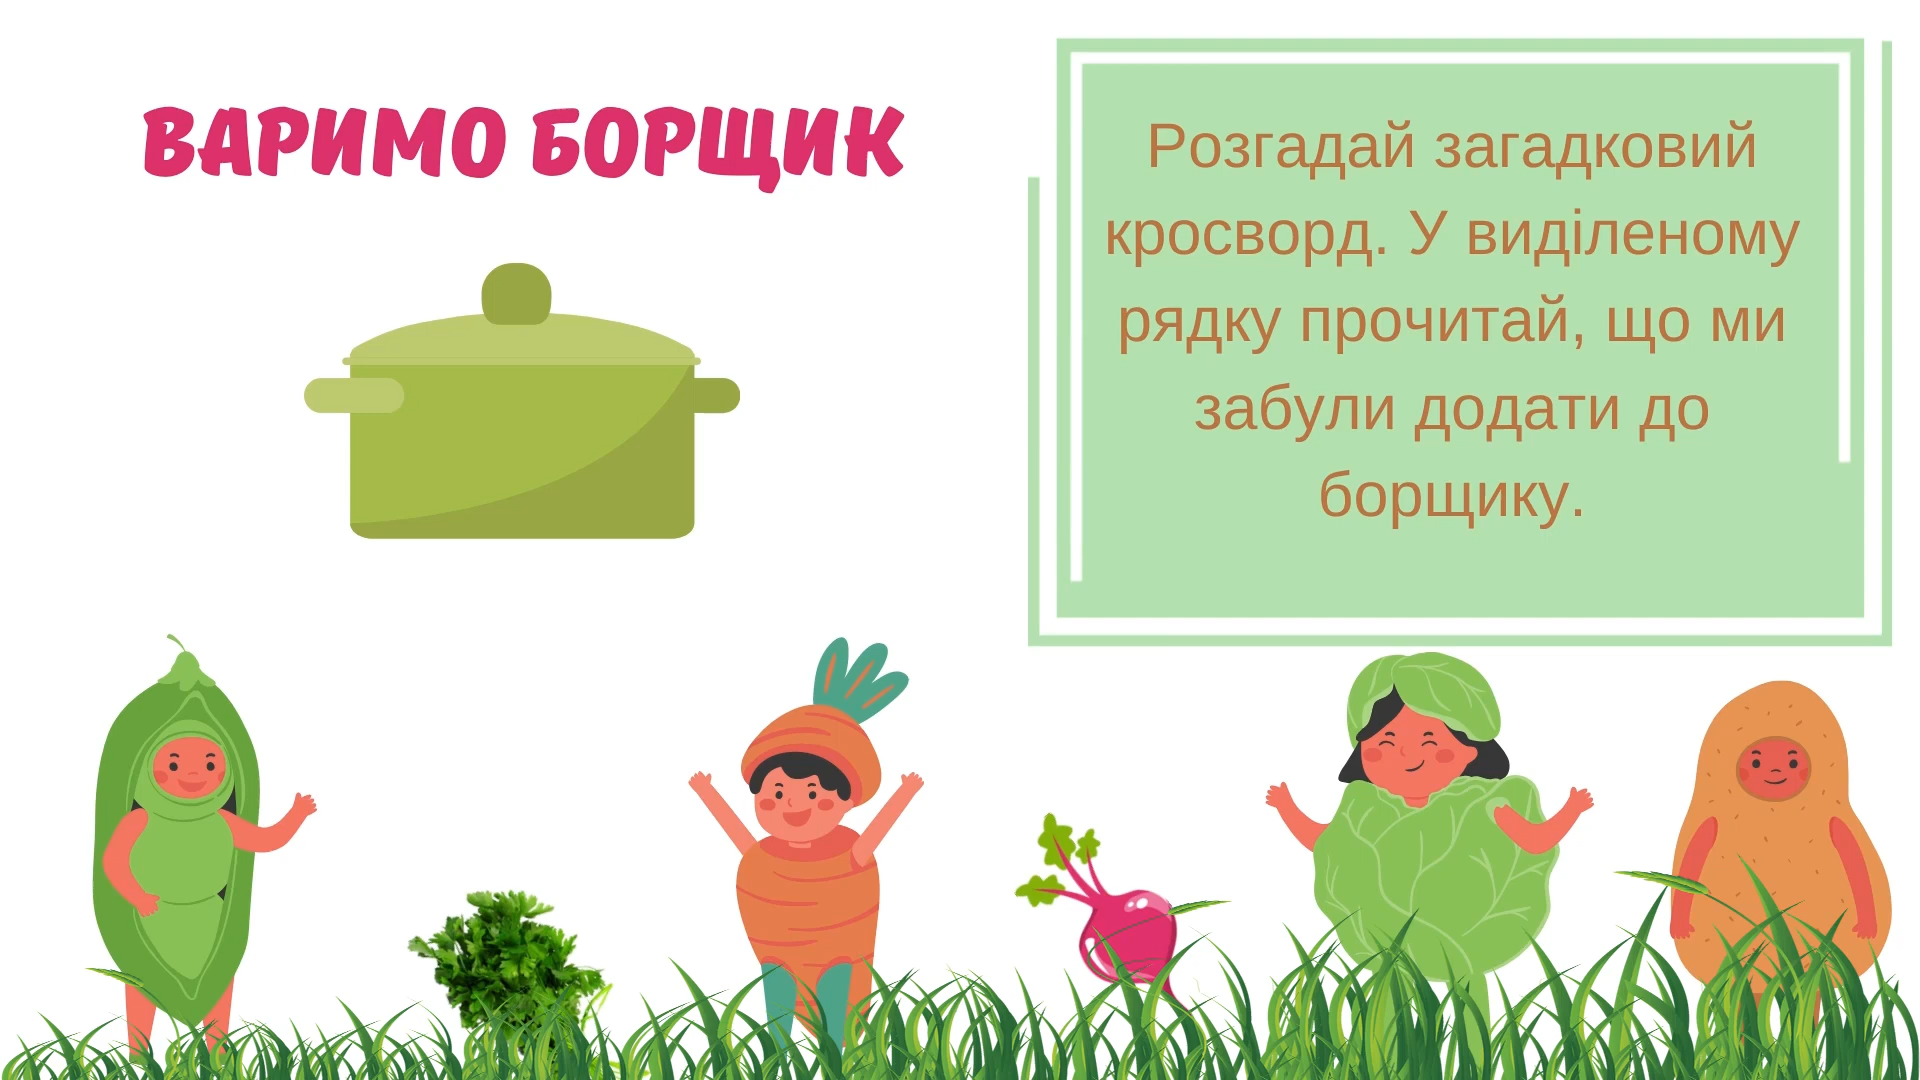 ВАРИМО БОРЩИК
Розгадай загадковий
кросворд. У виділеному
рядку прочитай, що ми
забули додати до
борщику.